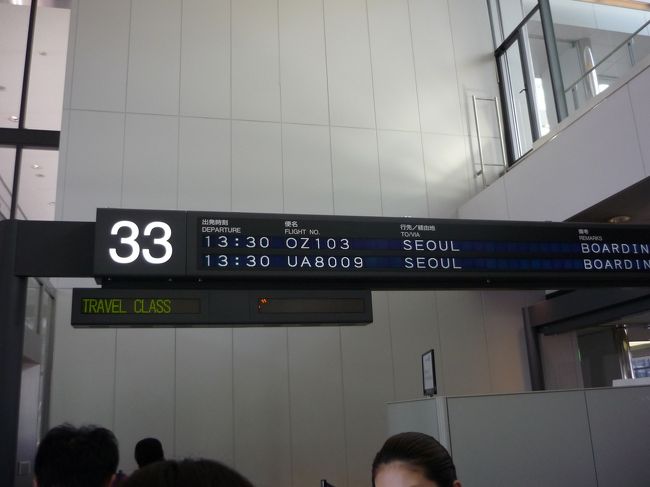 33
出発時刻 便名 行先/経由地 備考
DEPARTURE FLIGHT NO. TO/VIA REMARKS
13:30 OZ103 SEOUL BOARDIN
13:30 UA8009 SEOUL BOARDIN
TRAVEL CLASS